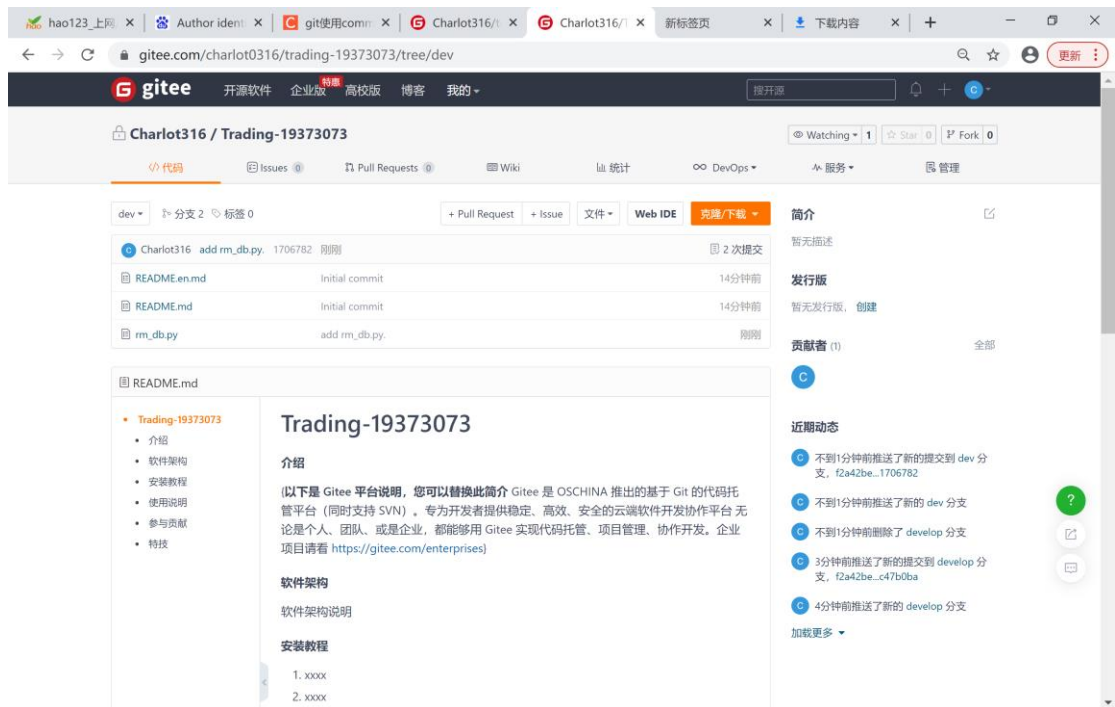 hao123_上网
Author identi
git使用comm
Charlot316/t
Charlot316/T
新标签页
下载内容
gitee.com/charlot0316/trading-19373073/tree/dev
更新
gitee
开源软件 企业版 特惠 高校版 博客 我的
搜开源
Charlot316 / Trading-19373073
Watching 1 Star 0 Fork 0
代码 Issues 0 Pull Requests 0 Wiki 统计 DevOps 服务 管理
dev 分支 2 标签 0 + Pull Request + Issue 文件 Web IDE 克隆/下载
Charlot316 add rm_db.py. 1706782 刚刚 2 次提交
README.en.md Initial commit 14分钟前
README.md Initial commit 14分钟前
rm_db.py add rm_db.py. 刚刚
README.md
Trading-19373073
介绍
软件架构
安装教程
使用说明
参与贡献
特技
Trading-19373073
介绍
{以下是 Gitee 平台说明，您可以替换此简介 Gitee 是 OSCHINA 推出的基于 Git 的代码托
管平台（同时支持 SVN）。专为开发者提供稳定、高效、安全的云端软件开发协作平台 无
论是个人、团队、或是企业，都能够用 Gitee 实现代码托管、项目管理、协作开发。企业
项目请看 https://gitee.com/enterprises}
软件架构
软件架构说明
安装教程
1. xxxx
2. xxxx
简介
暂无描述
发行版
暂无发行版，创建
贡献者 (1) 全部
C
近期动态
不到1分钟前推送了新的提交到 dev 分
支，f2a42be...1706782
不到1分钟前推送了新的 dev 分支
不到1分钟前删除了 develop 分支
3分钟前推送了新的提交到 develop 分
支，f2a42be...c47b0ba
4分钟前推送了新的 develop 分支
加载更多